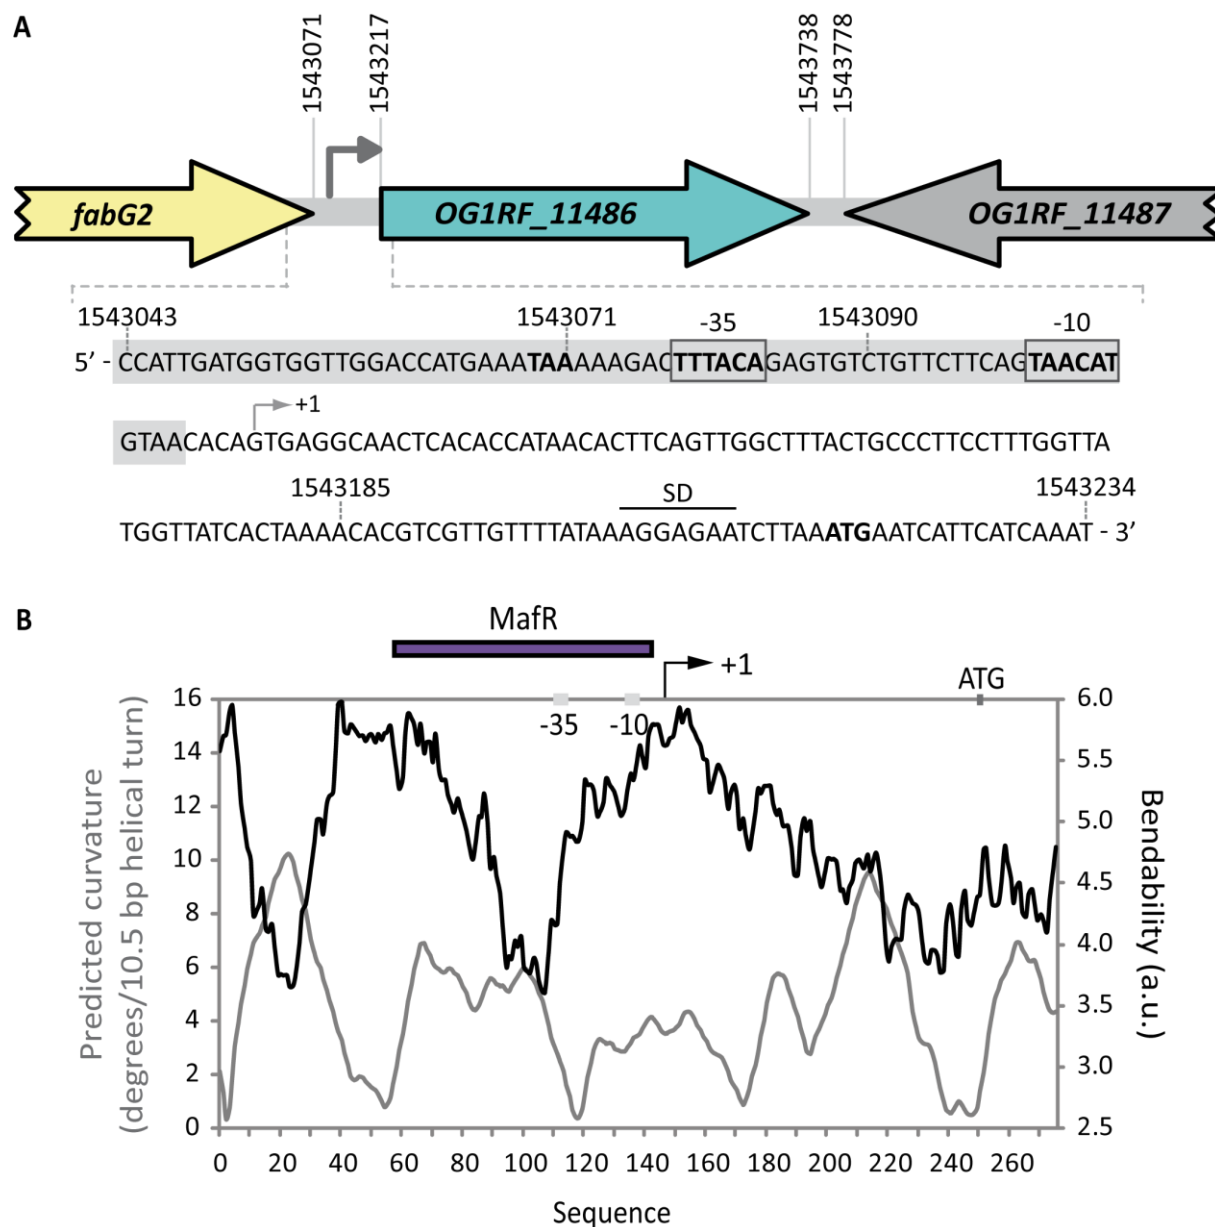 A
1543071
1543217
1543738
1543778
fabG2
OG1RF_11486
OG1RF_11487
1543043
1543071
-35
1543090
-10
5’ - CCATTGATGGTGGTTGGACCATGAAATAAAAAGACTTTACAGAGTGTCTGTTCTTCAGTAACAT
+1
GTAACACAGTGAGGCAACTCACACCATAACACTTCAGTTGGCTTTACTGCCCTTCCTTTGGTTA
1543185
SD
1543234
TGGTTATCACTAAAACACGTCGTTGTTTTATAAAGGAGAATCTTAAATGAATCATTCATCAAAT - 3’
B
MafR
+1
ATG
-35
-10
16
14
12
10
8
6
4
2
0
6.0
5.5
5.0
4.5
4.0
3.5
3.0
2.5
Predicted curvature
(degrees/10.5 bp helical turn)
Bendability (a.u.)
0 20 40 60 80 100 120 140 160 180 200 220 240 260
Sequence